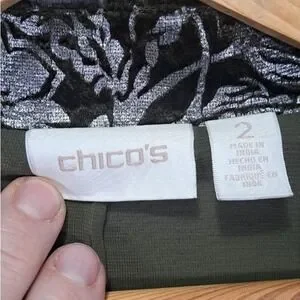 chico's
2
MADE IN
INDIA
HECHO EN
INDIA
FABRIQUÉ EN
INDE